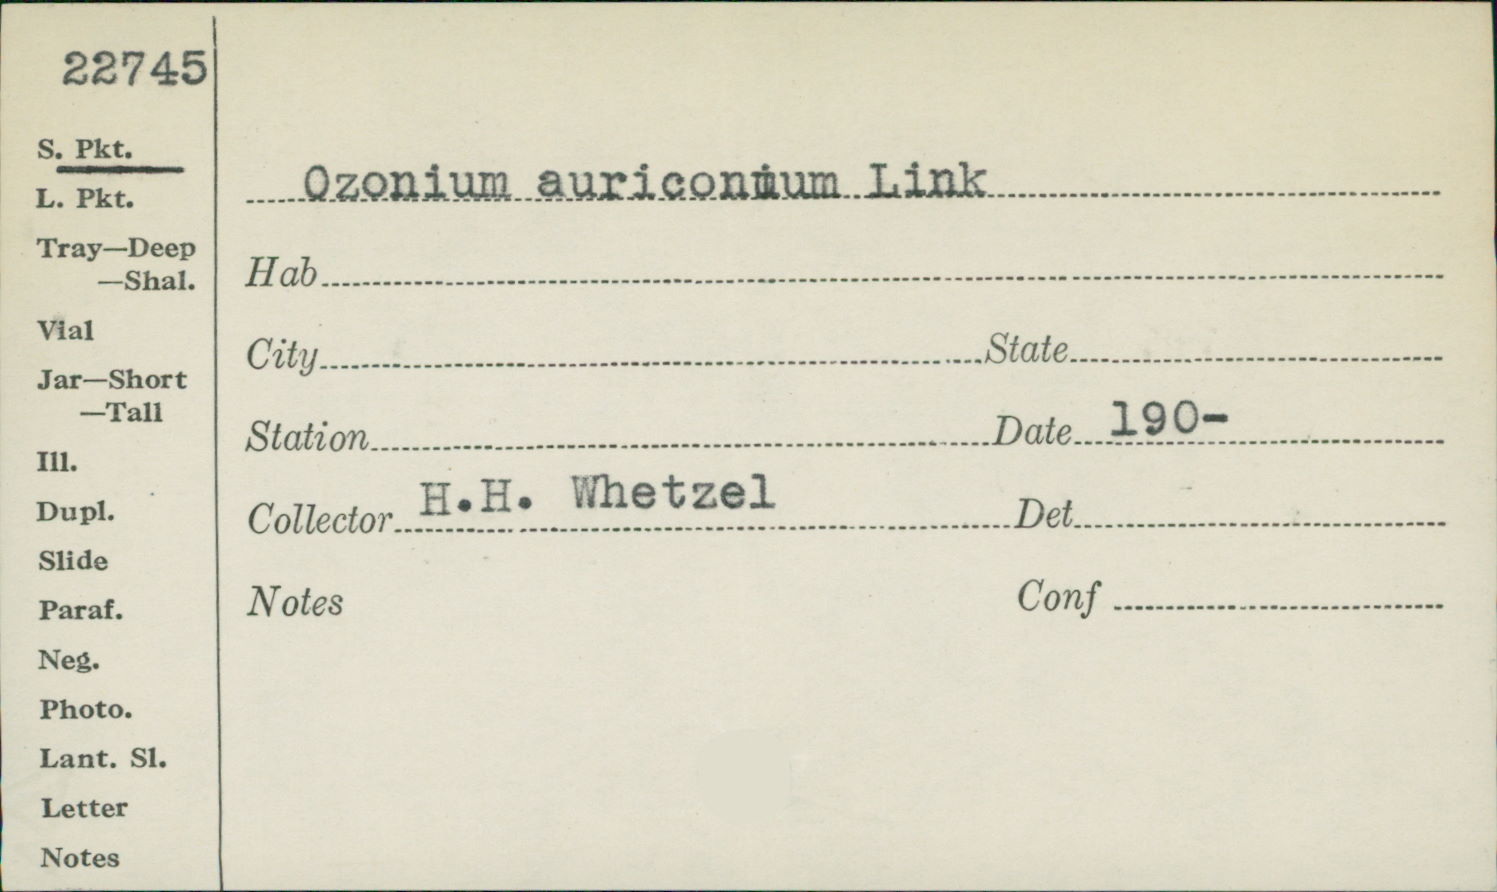 22745
S. Pkt.
L. Pkt.
Tray—Deep
—Shal.
Vial
Jar—Short
—Tall
Ill.
Dupl.
Slide
Paraf.
Neg.
Photo.
Lant. Sl.
Letter
Notes
Ozonium auriconium Link
Hab
City State
Station Date 190-
Collector H.H. Whetzel Det
Notes Conf